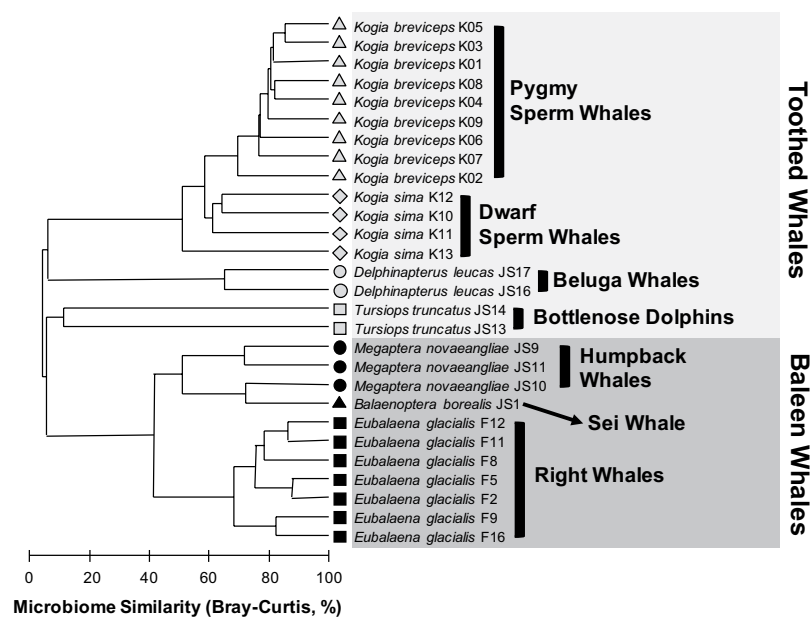 Kogia breviceps K05
Kogia breviceps K03
Kogia breviceps K01
Kogia breviceps K08
Kogia breviceps K04
Kogia breviceps K09
Kogia breviceps K06
Kogia breviceps K07
Kogia breviceps K02
Pygmy
Sperm Whales
Kogia sima K12
Kogia sima K10
Kogia sima K11
Kogia sima K13
Dwarf
Sperm Whales
Delphinapterus leucas JS17
Delphinapterus leucas JS16
Beluga Whales
Tursiops truncatus JS14
Tursiops truncatus JS13
Bottlenose Dolphins
Toothed Whales
Megaptera novaeangliae JS9
Megaptera novaeangliae JS11
Megaptera novaeangliae JS10
Humpback
Whales
Balaenoptera borealis JS1
Sei Whale
Eubalaena glacialis F12
Eubalaena glacialis F11
Eubalaena glacialis F8
Eubalaena glacialis F5
Eubalaena glacialis F2
Eubalaena glacialis F9
Eubalaena glacialis F16
Right Whales
Baleen Whales
0 20 40 60 80 100
Microbiome Similarity (Bray-Curtis, %)